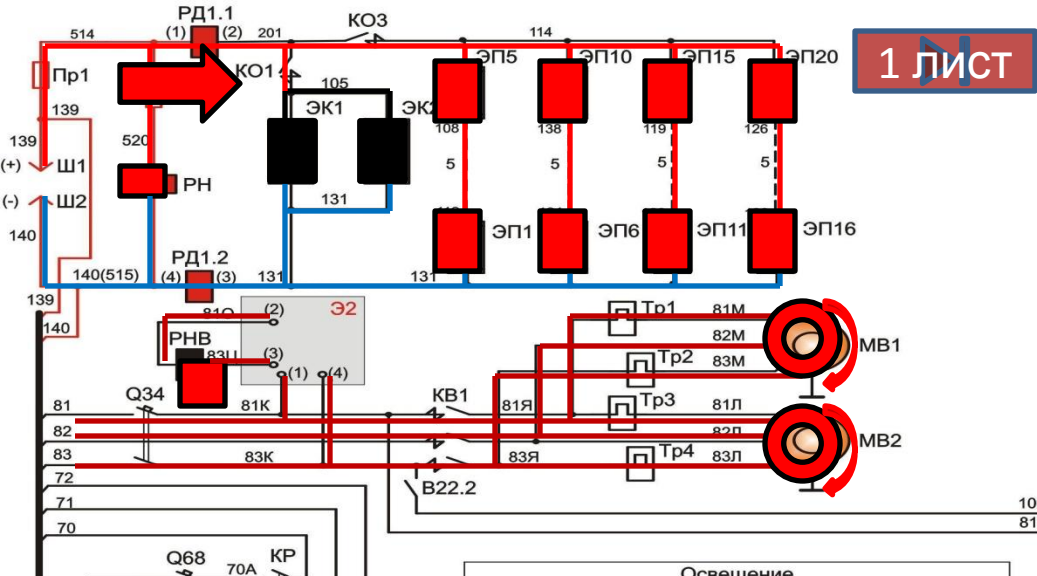 РД1.1
514 (1) (2) 201 КО3 114
ЭП5 ЭП10 ЭП15 ЭП20
1 лист
Пр1 КО1
105
139 ЭК1 ЭК2
108 138 119 126
139 520
(+) Ш1 5 5 5 5
РН
(-) Ш2 131
140 ЭП1 ЭП6 ЭП11 ЭП16
РД1.2
140(515) (4) (3) 131 131
139
81О (2) Э2 Тр1 81М
140 82М МВ1
РНВ 83Ц (3) Тр2 83М
(1) (4)
Q34 КВ1 Тр3
81 81К 81Я 81Л
82 82Л МВ2
83 83К 83Я Тр4 83Л
72 В22.2
71 10
81
70
Q68 КР
70А
Освещение